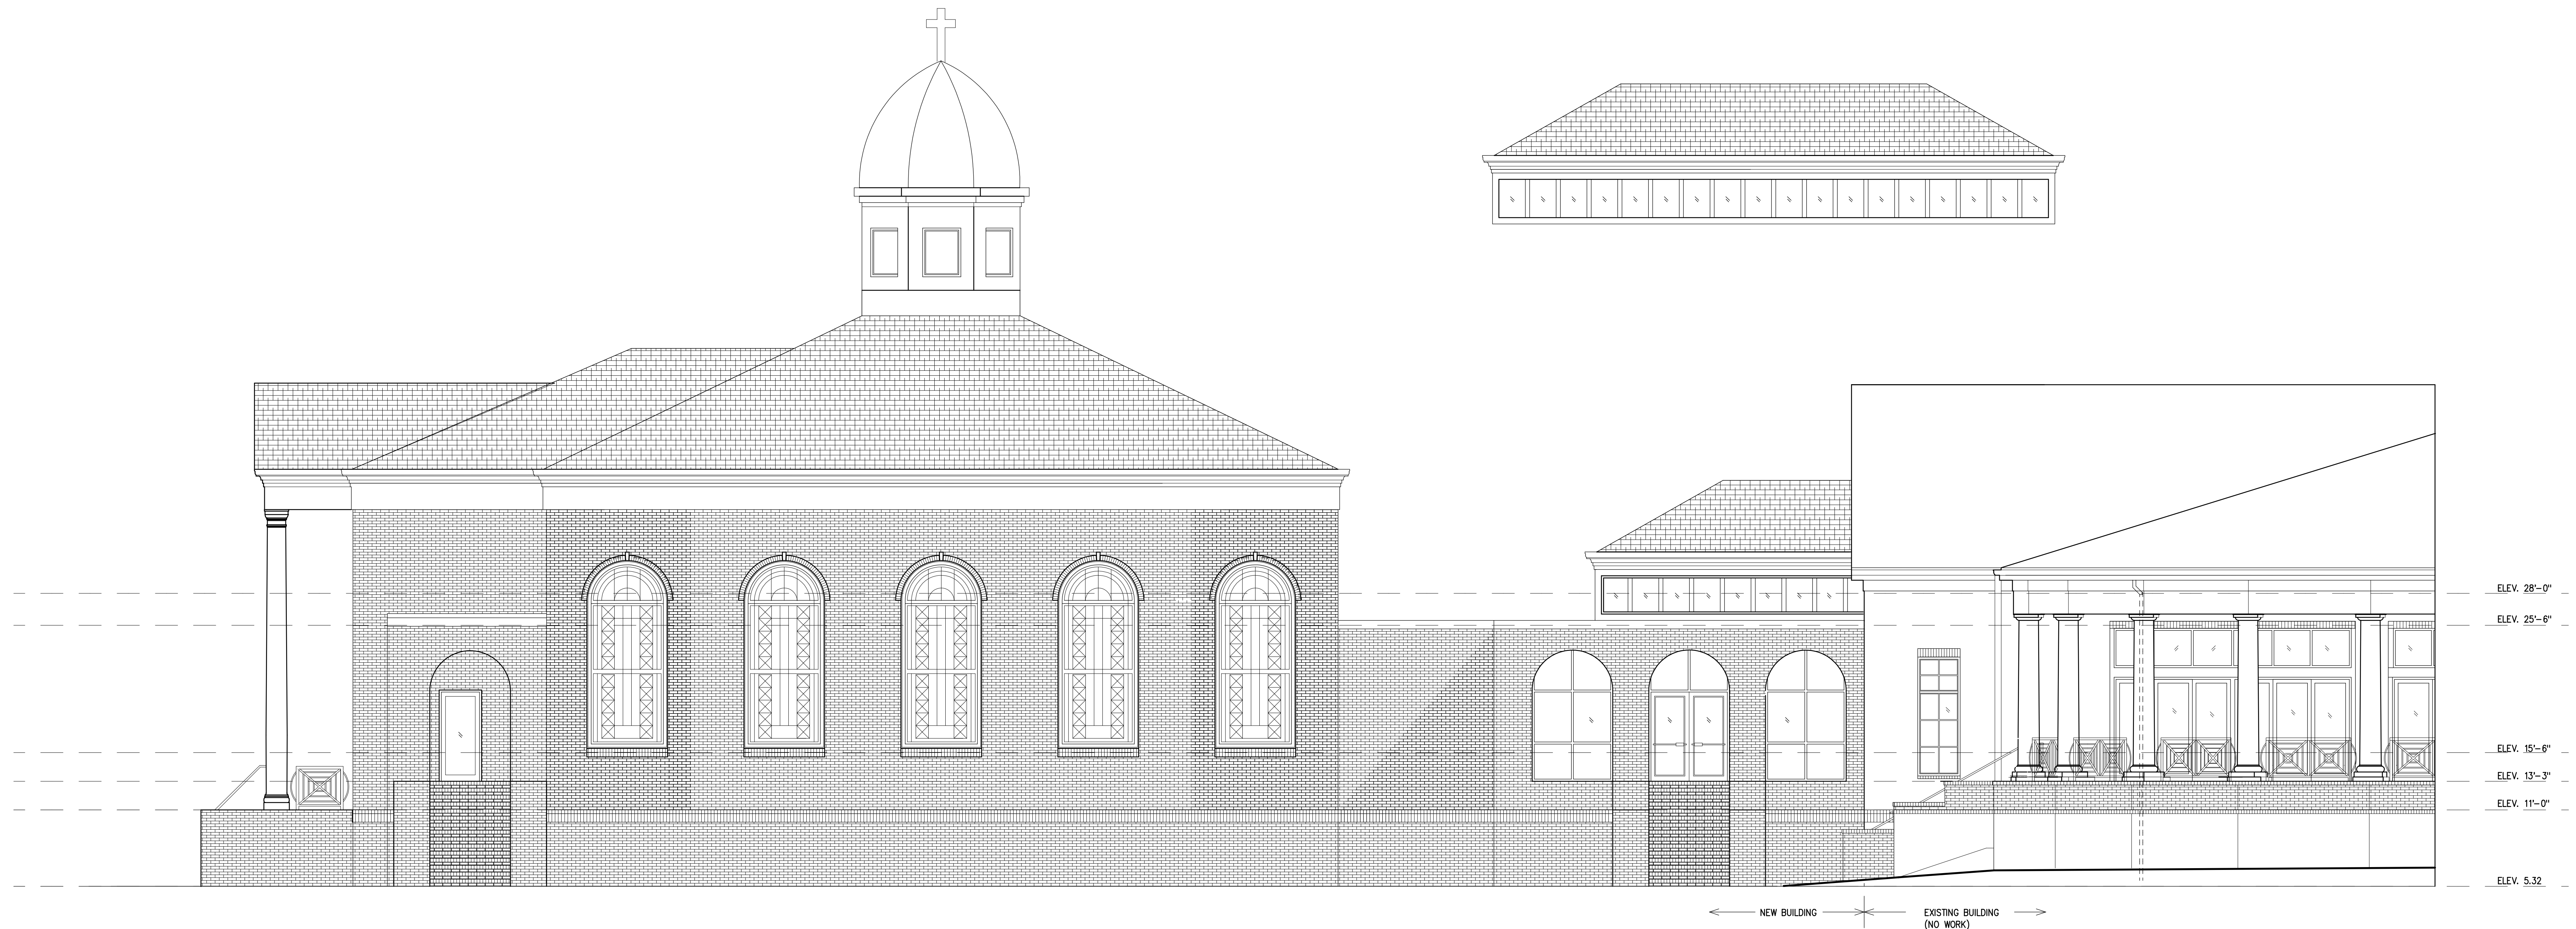 ELEV. 28'-0"
ELEV. 25'-6"
ELEV. 15'-6"
ELEV. 13'-3"
ELEV. 11'-0"
ELEV. 5.32
NEW BUILDING
EXISTING BUILDING
(NO WORK)